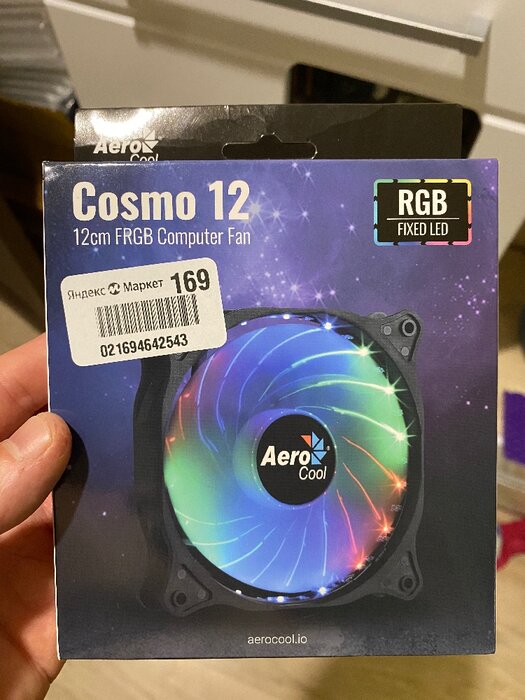 Aero
Cool
Cosmo 12
12cm FRGB Computer Fan
RGB
FIXED LED
Яндекс Маркет 169
021694642543
Aero
Cool
aerocool.io